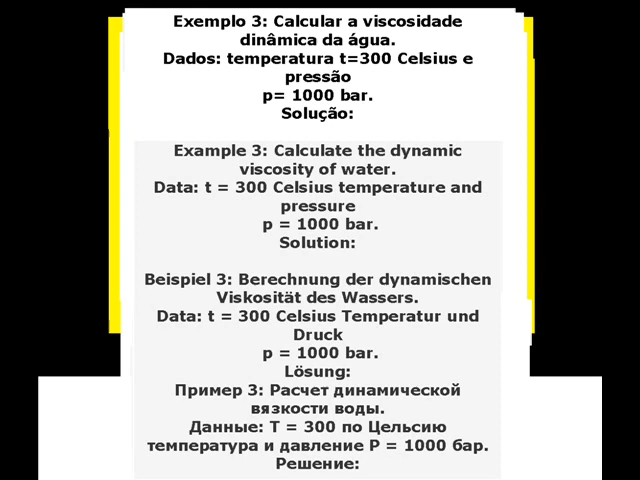 Exemplo 3: Calcular a viscosidade
dinâmica da água.
Dados: temperatura t=300 Celsius e
pressão
p= 1000 bar.
Solução:
Example 3: Calculate the dynamic
viscosity of water.
Data: t = 300 Celsius temperature and
pressure
p = 1000 bar.
Solution:
Beispiel 3: Berechnung der dynamischen
Viskosität des Wassers.
Data: t = 300 Celsius Temperatur und
Druck
p = 1000 bar.
Lösung:
Пример 3: Расчет динамической
вязкости воды.
Данные: Т = 300 по Цельсию
температура и давление Р = 1000 бар.
Решение: